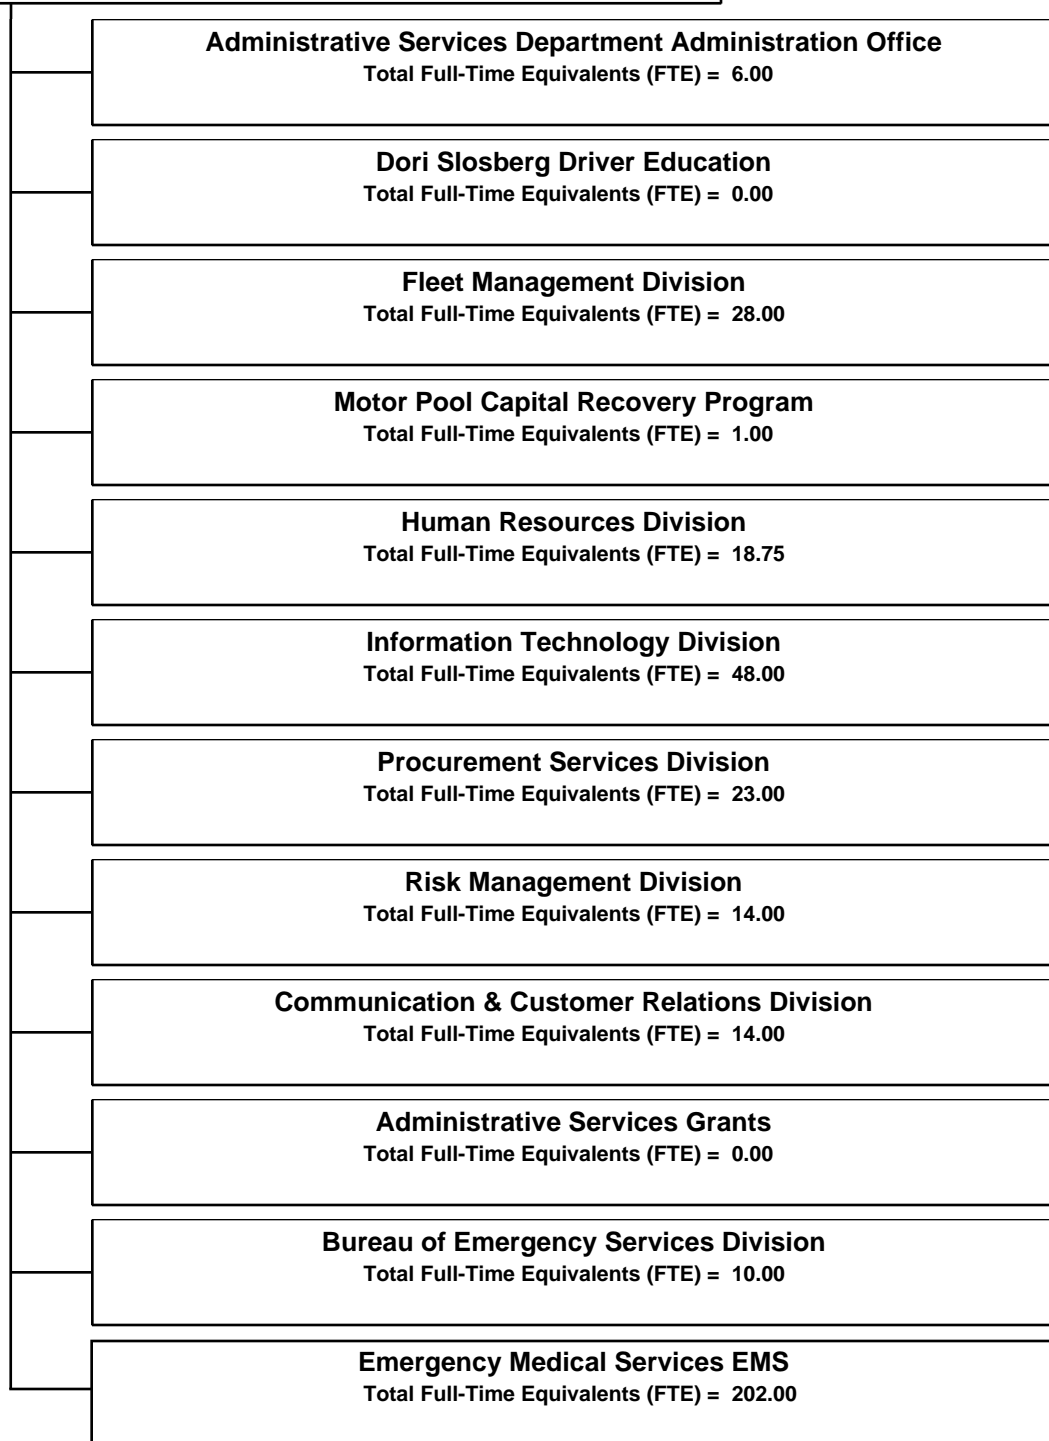 Administrative Services Department Administration Office
Total Full-Time Equivalents (FTE) = 6.00
Dori Slosberg Driver Education
Total Full-Time Equivalents (FTE) = 0.00
Fleet Management Division
Total Full-Time Equivalents (FTE) = 28.00
Motor Pool Capital Recovery Program
Total Full-Time Equivalents (FTE) = 1.00
Human Resources Division
Total Full-Time Equivalents (FTE) = 18.75
Information Technology Division
Total Full-Time Equivalents (FTE) = 48.00
Procurement Services Division
Total Full-Time Equivalents (FTE) = 23.00
Risk Management Division
Total Full-Time Equivalents (FTE) = 14.00
Communication & Customer Relations Division
Total Full-Time Equivalents (FTE) = 14.00
Administrative Services Grants
Total Full-Time Equivalents (FTE) = 0.00
Bureau of Emergency Services Division
Total Full-Time Equivalents (FTE) = 10.00
Emergency Medical Services EMS
Total Full-Time Equivalents (FTE) = 202.00